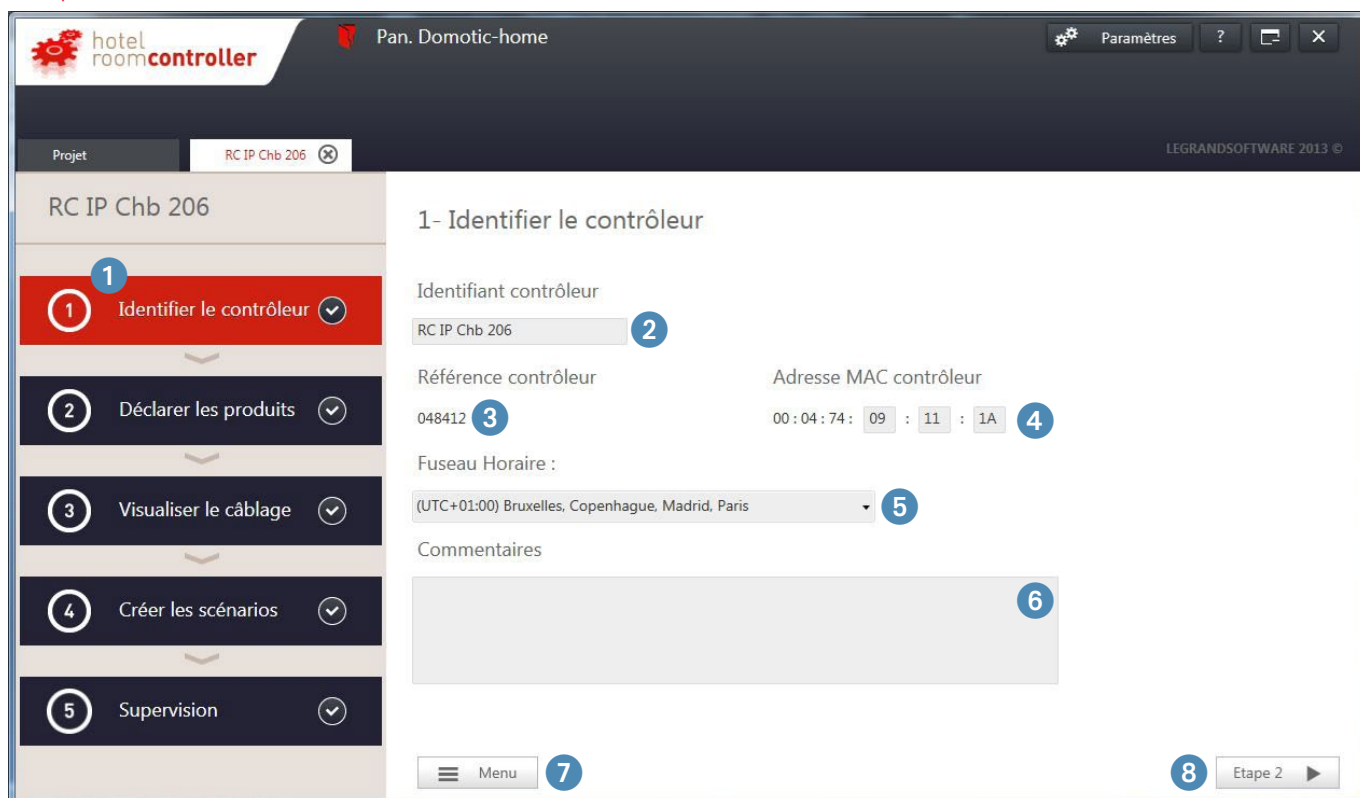 hotel
roomcontroller
Pan. Domotic-home
Paramètres ?
Projet
RC IP Chb 206
LEGRANDSOFTWARE 2013 ©
RC IP Chb 206
1
1 Identifier le contrôleur
2 Déclarer les produits
3 Visualiser le câblage
4 Créer les scénarios
5 Supervision
1- Identifier le contrôleur
Identifiant contrôleur
RC IP Chb 206 2
Référence contrôleur Adresse MAC contrôleur
048412 3 00 : 04 : 74 : 09 : 11 : 1A 4
Fuseau Horaire :
(UTC+01:00) Bruxelles, Copenhague, Madrid, Paris 5
Commentaires
6
Menu 7
8 Etape 2